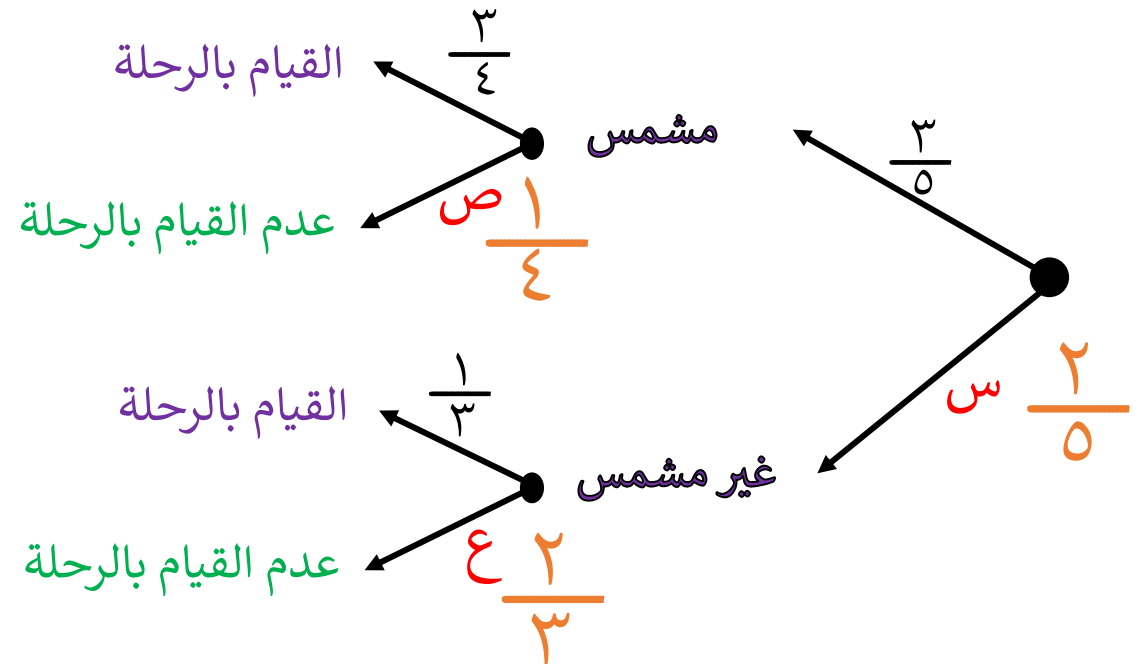 ٣
٤
القيام بالرحلة
مشمس
٣
٥
ص
١
٤
عدم القيام بالرحلة
س
٢
٥
١
٣
القيام بالرحلة
غير مشمس
ع
٢
٣
عدم القيام بالرحلة